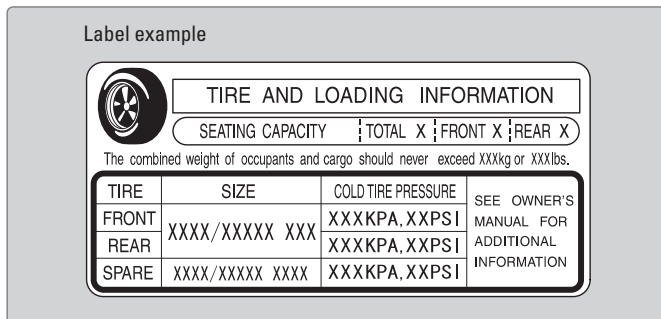 Label example
TIRE AND LOADING INFORMATION
SEATING CAPACITY TOTAL X FRONT X REAR X
The combined weight of occupants and cargo should never exceed XXXkg or XXXlbs.
TIRE SIZE COLD TIRE PRESSURE
FRONT XXXX/XXXXX XXX XXXKPA, XXPSI
REAR XXXKPA, XXPSI
SPARE XXXX/XXXXX XXXX XXXKPA, XXPSI
SEE OWNER'S
MANUAL FOR
ADDITIONAL
INFORMATION